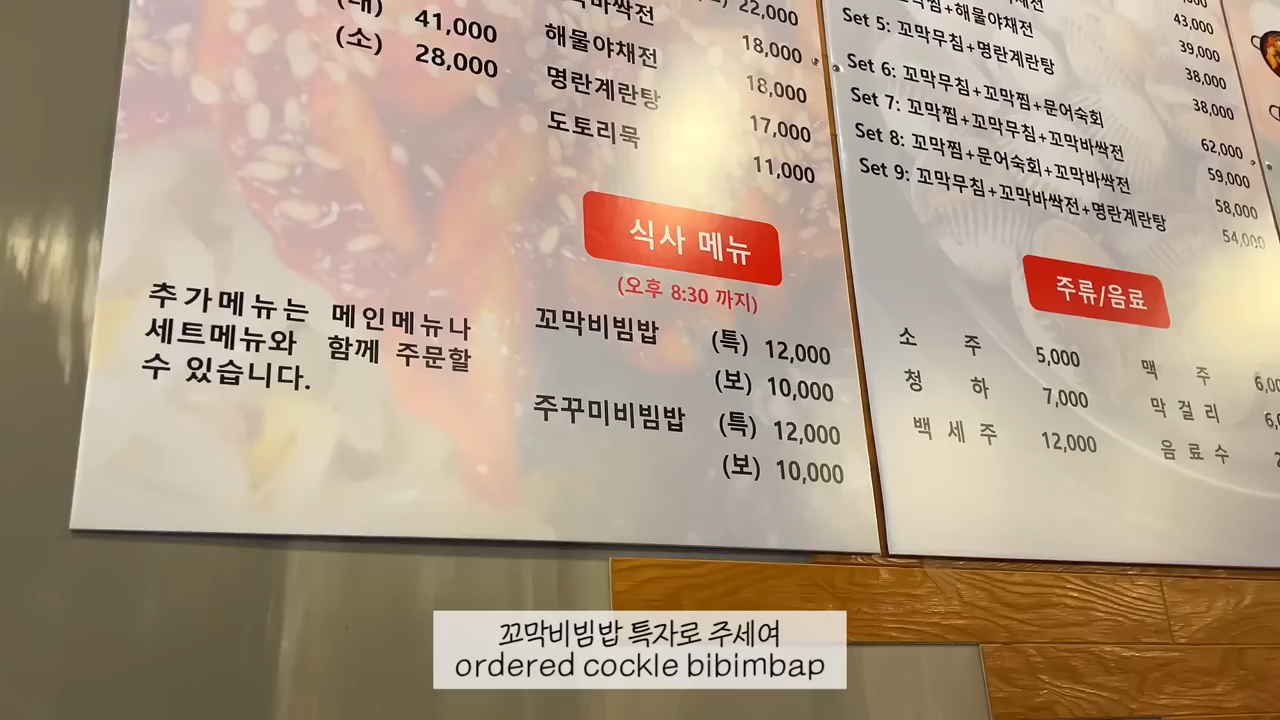 (대) 41,000
(소) 28,000
22,000
해물야채전 18,000
명란계란탕 18,000
도토리묵 17,000
11,000
식사 메뉴
(오후 8:30 까지)
꼬막비빔밥 (특) 12,000
(보) 10,000
주꾸미비빔밥 (특) 12,000
(보) 10,000
추가메뉴는 메인메뉴나
세트메뉴와 함께 주문할
수 있습니다.
43,000
Set 5: 꼬막무침+명란계란탕 39,000
38,000
Set 6: 꼬막무침+꼬막찜+문어숙회 38,000
Set 7: 꼬막찜+꼬막무침+꼬막바싹전 62,000
Set 8: 꼬막찜+문어숙회+꼬막바싹전 59,000
58,000
Set 9: 꼬막무침+꼬막바싹전+명란계란탕 54,000
주류/음료
소 주 5,000 맥 주
청 하 7,000 막 걸 리
백 세 주 12,000 음 료 수
꼬막비빔밥 특자로 주세여
ordered cockle bibimbap